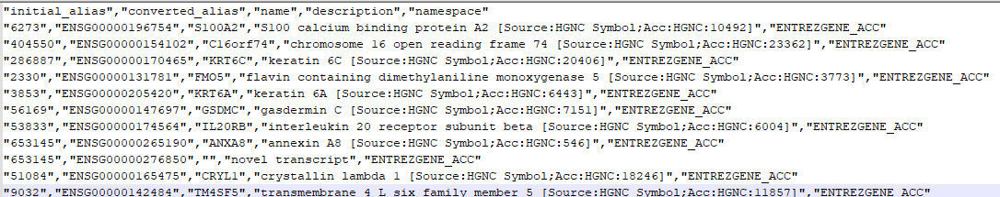 "initial_alias","converted_alias","name","description","namespace"
"6273","ENSG00000196754","S100A2","S100 calcium binding protein A2 [Source:HGNC Symbol;Acc:HGNC:10492]","ENTREZGENE_ACC"
"404550","ENSG00000154102","C16orf74","chromosome 16 open reading frame 74 [Source:HGNC Symbol;Acc:HGNC:23362]","ENTREZGENE_ACC"
"286887","ENSG00000170465","KRT6C","keratin 6C [Source:HGNC Symbol;Acc:HGNC:20406]","ENTREZGENE_ACC"
"2330","ENSG00000131781","FMO5","flavin containing dimethylaniline monoxygenase 5 [Source:HGNC Symbol;Acc:HGNC:3773]","ENTREZGENE_ACC"
"3853","ENSG00000205420","KRT6A","keratin 6A [Source:HGNC Symbol;Acc:HGNC:6443]","ENTREZGENE_ACC"
"56169","ENSG00000147697","GSDMC","gasdermin C [Source:HGNC Symbol;Acc:HGNC:7151]","ENTREZGENE_ACC"
"53833","ENSG00000174564","IL20RB","interleukin 20 receptor subunit beta [Source:HGNC Symbol;Acc:HGNC:6004]","ENTREZGENE_ACC"
"653145","ENSG00000265190","ANXA8","annexin A8 [Source:HGNC Symbol;Acc:HGNC:546]","ENTREZGENE_ACC"
"653145","ENSG00000276850","","novel transcript","ENTREZGENE_ACC"
"51084","ENSG00000165475","CRYL1","crystallin lambda 1 [Source:HGNC Symbol;Acc:HGNC:18246]","ENTREZGENE_ACC"
"9032","ENSG00000142484","TM4SF5","transmembrane 4 L six family member 5 [Source:HGNC Symbol;Acc:HGNC:11857]","ENTREZGENE_ACC"